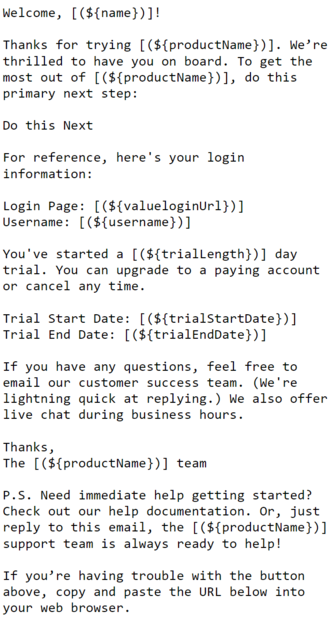 Welcome, [(${name})]!
Thanks for trying [(${productName})]. We’re
thrilled to have you on board. To get the
most out of [(${productName})], do this
primary next step:
Do this Next
For reference, here's your login
information:
Login Page: [(${valueloginUrl})]
Username: [(${username})]
You've started a [(${trialLength})] day
trial. You can upgrade to a paying account
or cancel any time.
Trial Start Date: [(${trialStartDate})]
Trial End Date: [(${trialEndDate})]
If you have any questions, feel free to
email our customer success team. (We're
lightning quick at replying.) We also offer
live chat during business hours.
Thanks,
The [(${productName})] team
P.S. Need immediate help getting started?
Check out our help documentation. Or, just
reply to this email, the [(${productName})]
support team is always ready to help!
If you’re having trouble with the button
above, copy and paste the URL below into
your web browser.